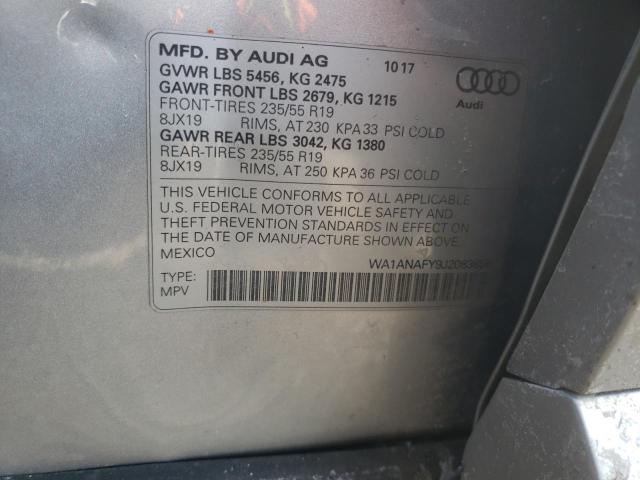 MFD. BY AUDI AG 10 17
GVWR LBS 5456, KG 2475
GAWR FRONT LBS 2679, KG 1215
FRONT-TIRES 235/55 R19
8JX19 RIMS, AT 230 KPA 33 PSI COLD
GAWR REAR LBS 3042, KG 1380
REAR-TIRES 235/55 R19
8JX19 RIMS, AT 250 KPA 36 PSI COLD
Audi
THIS VEHICLE CONFORMS TO ALL APPLICABLE
U.S. FEDERAL MOTOR VEHICLE SAFETY AND
THEFT PREVENTION STANDARDS IN EFFECT ON
THE DATE OF MANUFACTURE SHOWN ABOVE.
MEXICO
TYPE:
MPV